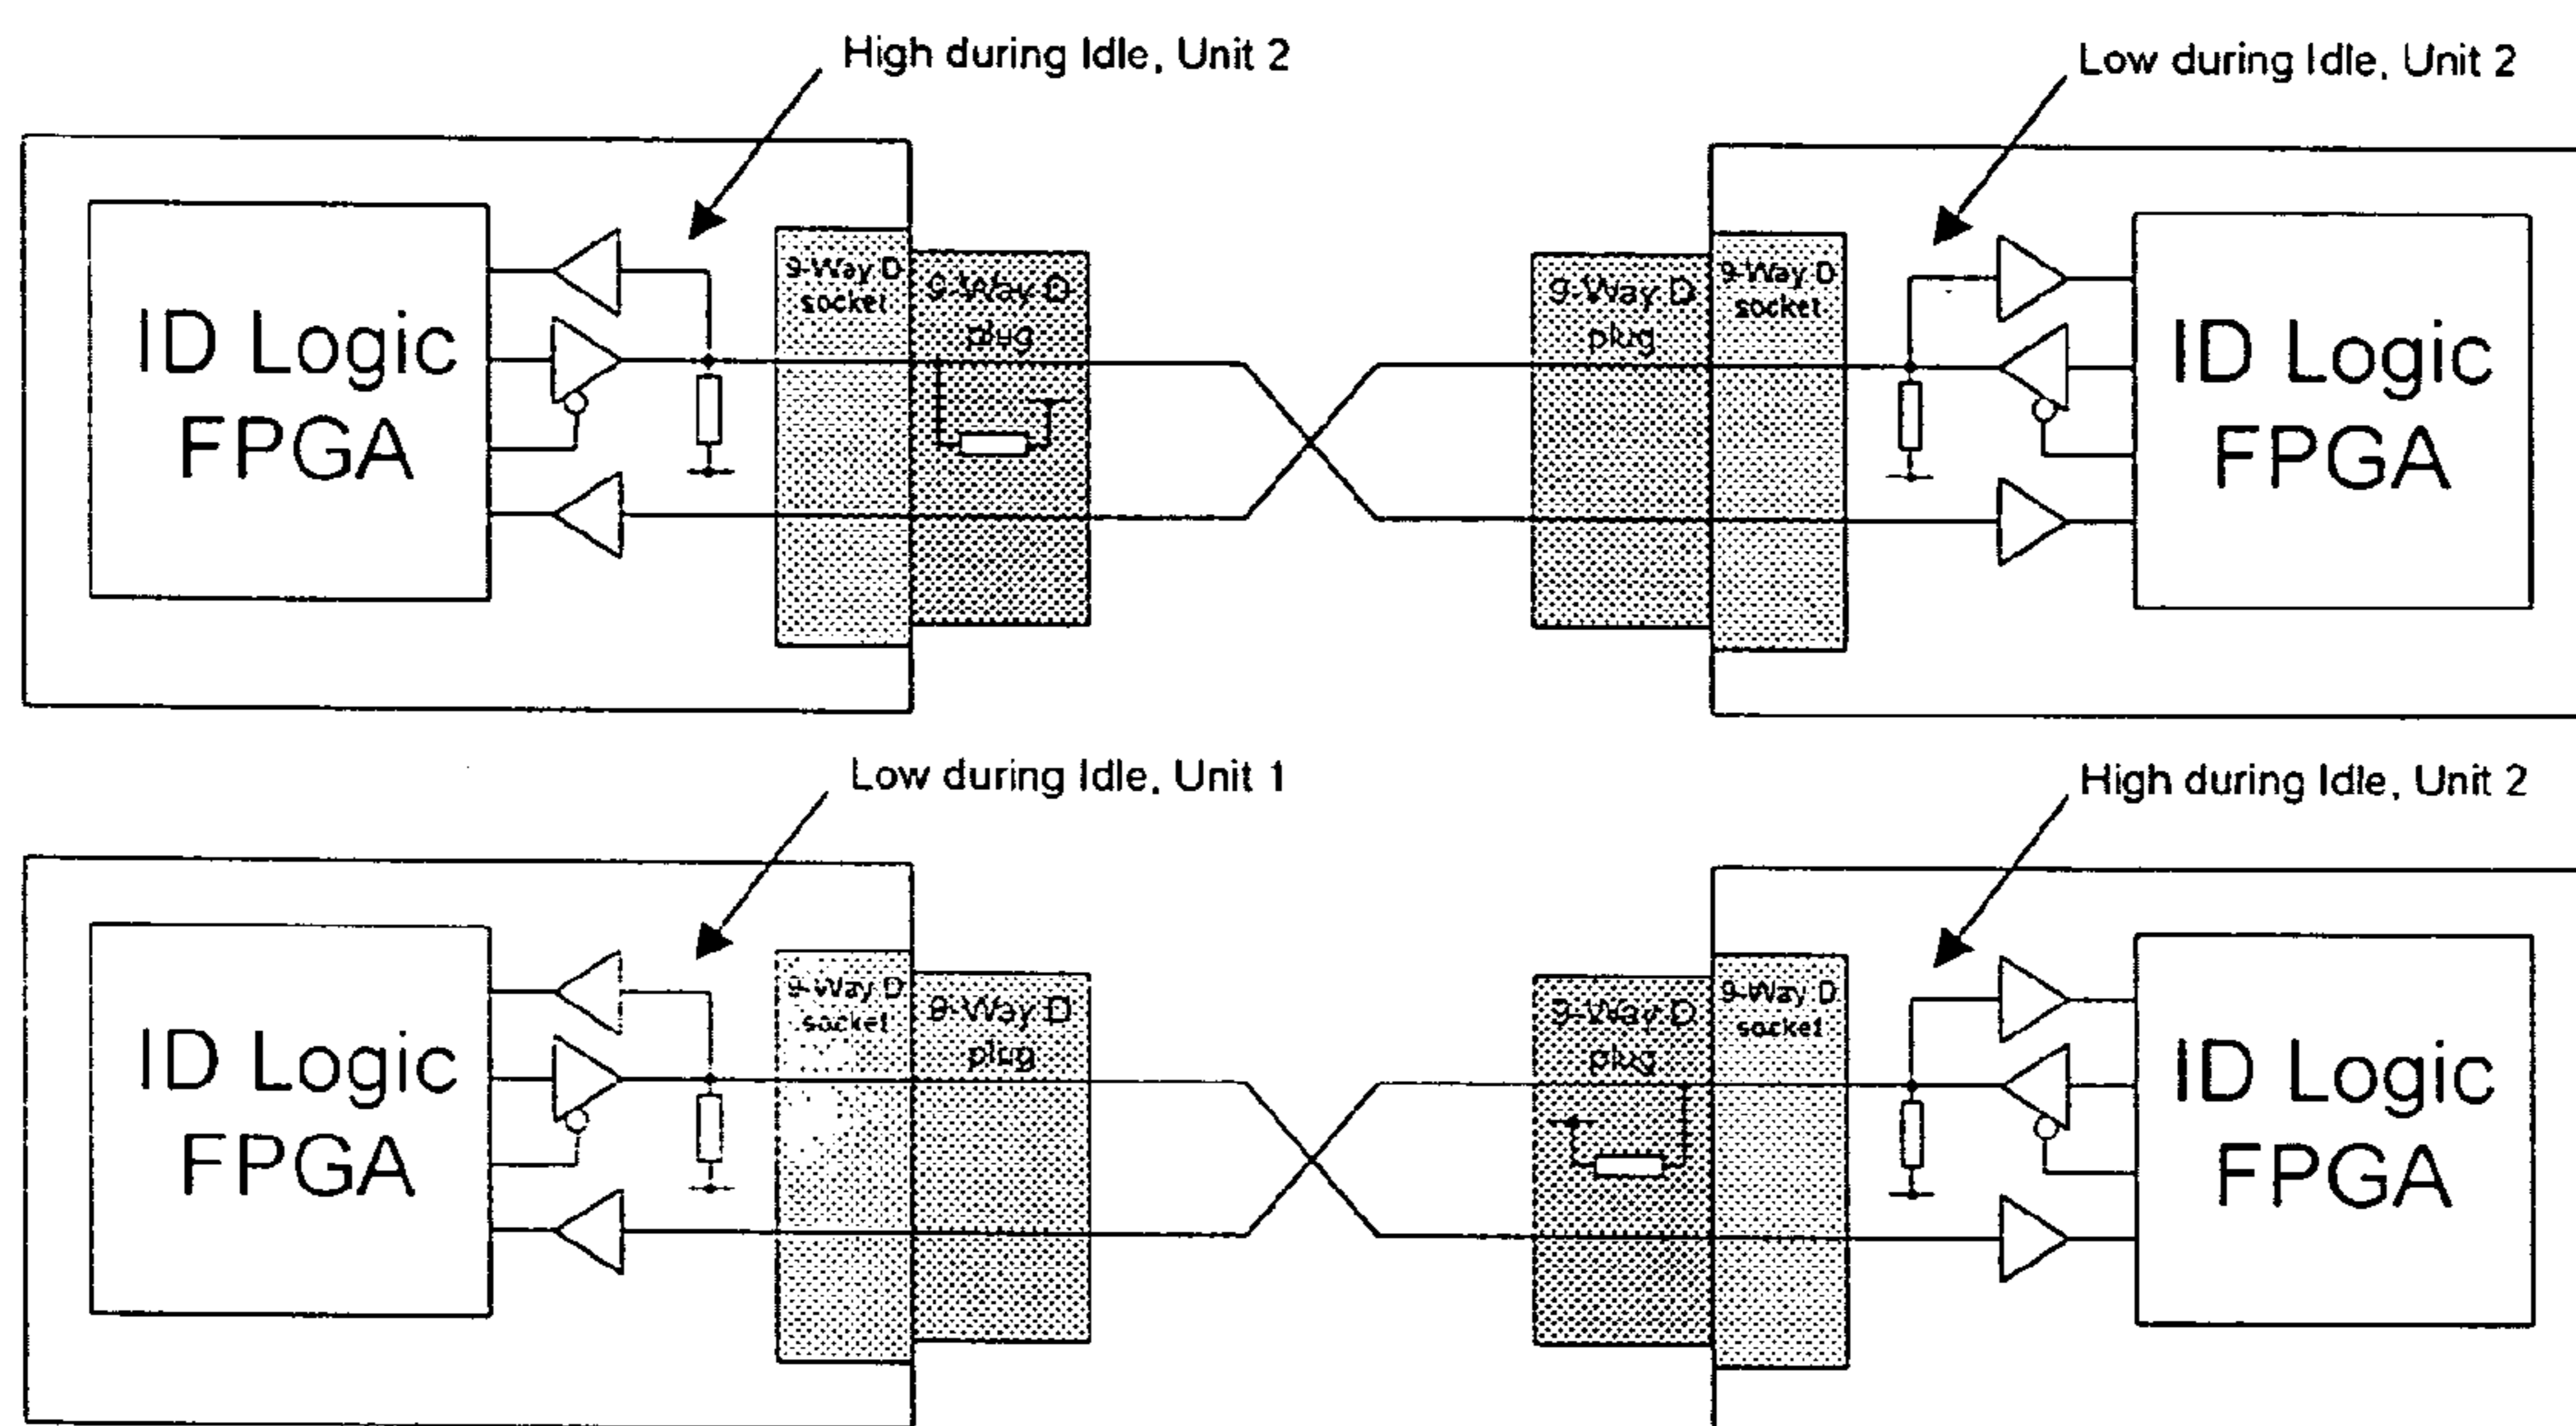 High during Idle, Unit 2
Low during Idle, Unit 2
ID Logic
FPGA
9-Way D
socket
9-Way D
plug
9-Way D
plug
9-Way D
socket
ID Logic
FPGA
Low during Idle, Unit 1
High during Idle, Unit 2
ID Logic
FPGA
9-Way D
socket
9-Way D
plug
9-Way D
plug
9-Way D
socket
ID Logic
FPGA